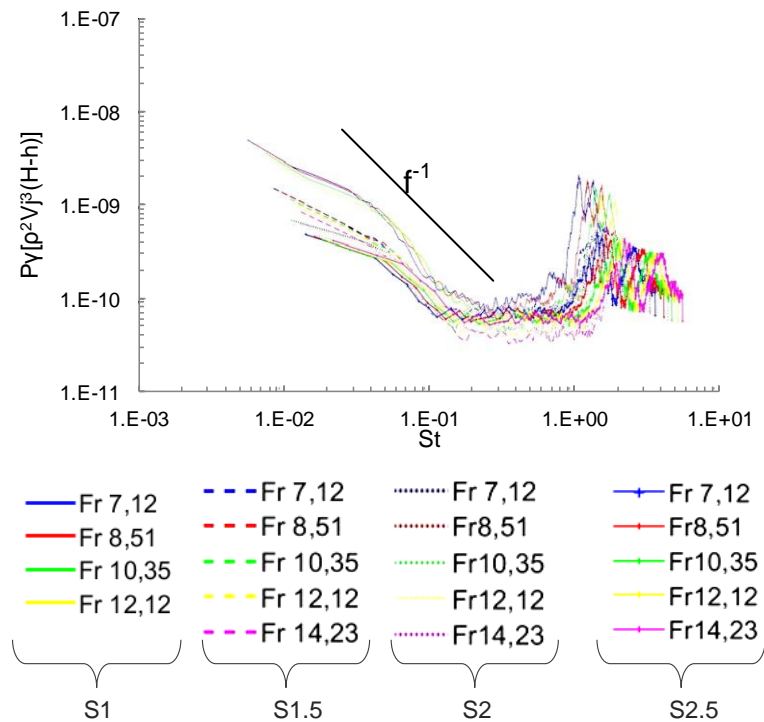 1.E-07
1.E-08
1.E-09
1.E-10
1.E-11
Pγ[ρ²Vj³(H-h)]
f⁻¹
1.E-03 1.E-02 1.E-01 1.E+00 1.E+01
St
Fr 7,12
Fr 8,51
Fr 10,35
Fr 12,12
S1
Fr 7,12
Fr 8,51
Fr 10,35
Fr 12,12
Fr 14,23
S1.5
Fr 7,12
Fr8,51
Fr10,35
Fr12,12
Fr14,23
S2
Fr 7,12
Fr8,51
Fr10,35
Fr12,12
Fr14,23
S2.5